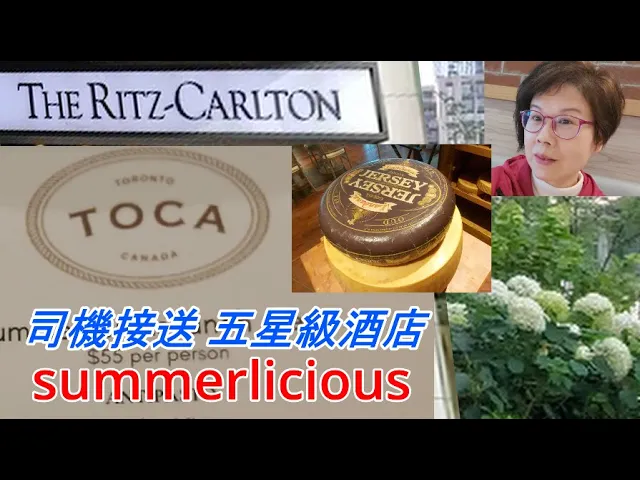 THE RITZ-CARLTON
TORONTO
TOCA
CANADA
JERSEY
JERSEY
OUD
司機接送 五星級酒店
$55 per person
summerlicious